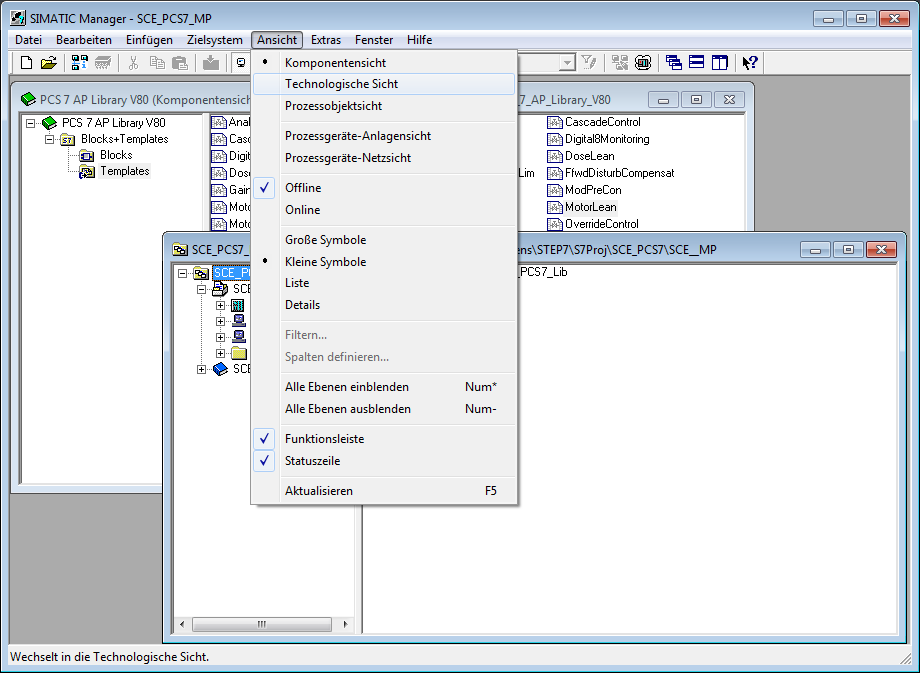 SIMATIC Manager - SCE_PCS7_MP
Datei Bearbeiten Einfügen Zielsystem Ansicht Extras Fenster Hilfe
Komponentensicht
Technologische Sicht
Prozessobjektsicht
Prozessgeräte-Anlagensicht
Prozessgeräte-Netzsicht
Offline
Online
Große Symbole
Kleine Symbole
Liste
Details
Filtern...
Spalten definieren...
Alle Ebenen einblenden Num*
Alle Ebenen ausblenden Num-
Funktionsleiste
Statuszeile
Aktualisieren F5
PCS 7 AP Library V80 (Komponentensich
7_AP_Library_V80
PCS 7 AP Library V80
Blocks+Templates
Blocks
Templates
Anal
Casc
Digit
Dose
Gain
Moto
Moto
Lim
CascadeControl
Digital8Monitoring
DoseLean
FfwdDisturbCompensat
ModPreCon
MotorLean
OverrideControl
SCE_PCS7_
ens\STEP7\S7Proj\SCE_PCS7\SCE__MP
SCE_P
SCE
SCE
PCS7_Lib
Wechselt in die Technologische Sicht.